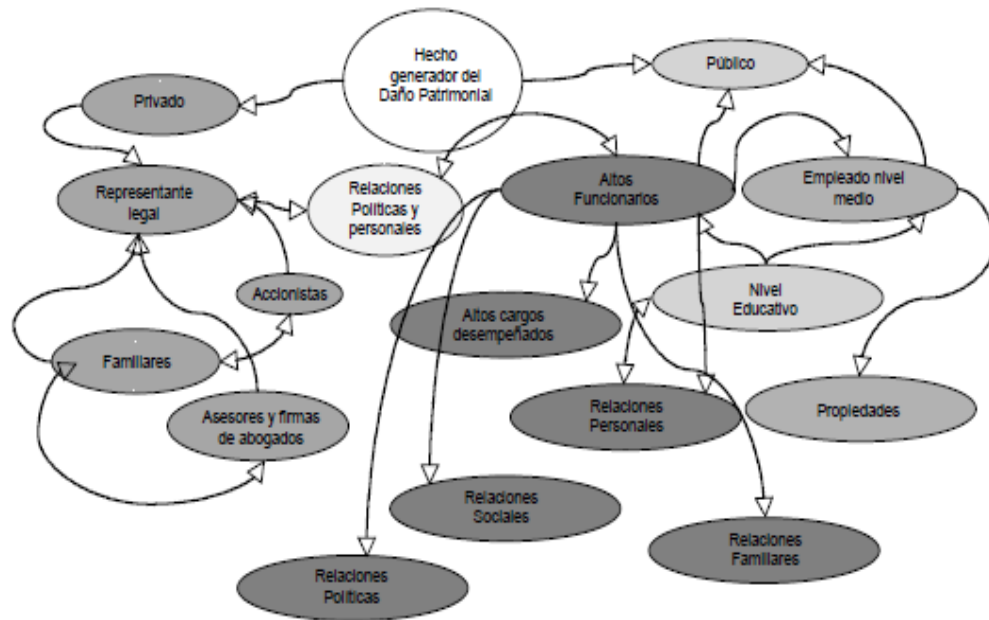 Hecho
generador del
Daño Patrimonial
Público
Privado
Representante
legal
Relaciones
Políticas y
personales
Altos
Funcionarios
Empleado nivel
medio
Accionistas
Nivel
Educativo
Altos cargos
desempeñados
Familiares
Asesores y firmas
de abogados
Relaciones
Personales
Propiedades
Relaciones
Sociales
Relaciones
Familiares
Relaciones
Políticas